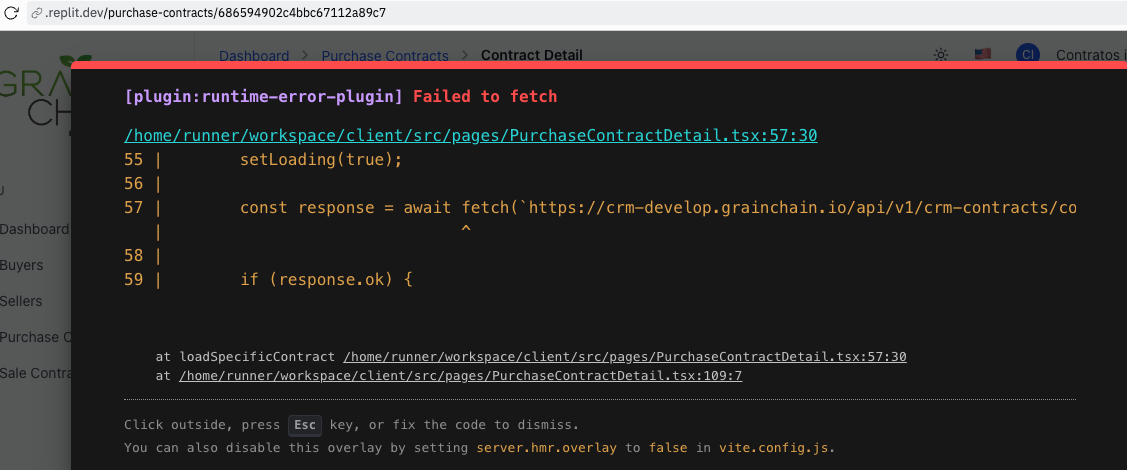 .replit.dev/purchase-contracts/686594902c4bbc67112a89c7
Dashboard > Purchase Contracts > Contract Detail
CI Contratos i
GRA
CH
[plugin:runtime-error-plugin] Failed to fetch
/home/runner/workspace/client/src/pages/PurchaseContractDetail.tsx:57:30
55 | setLoading(true);
56 |
57 | const response = await fetch(`https://crm-develop.grainchain.io/api/v1/crm-contracts/co
| ^
58 |
59 | if (response.ok) {
U
Dashboard
Buyers
Sellers
Purchase C
Sale Contra
at loadSpecificContract /home/runner/workspace/client/src/pages/PurchaseContractDetail.tsx:57:30
at /home/runner/workspace/client/src/pages/PurchaseContractDetail.tsx:109:7
Click outside, press Esc key, or fix the code to dismiss.
You can also disable this overlay by setting server.hmr.overlay to false in vite.config.js.